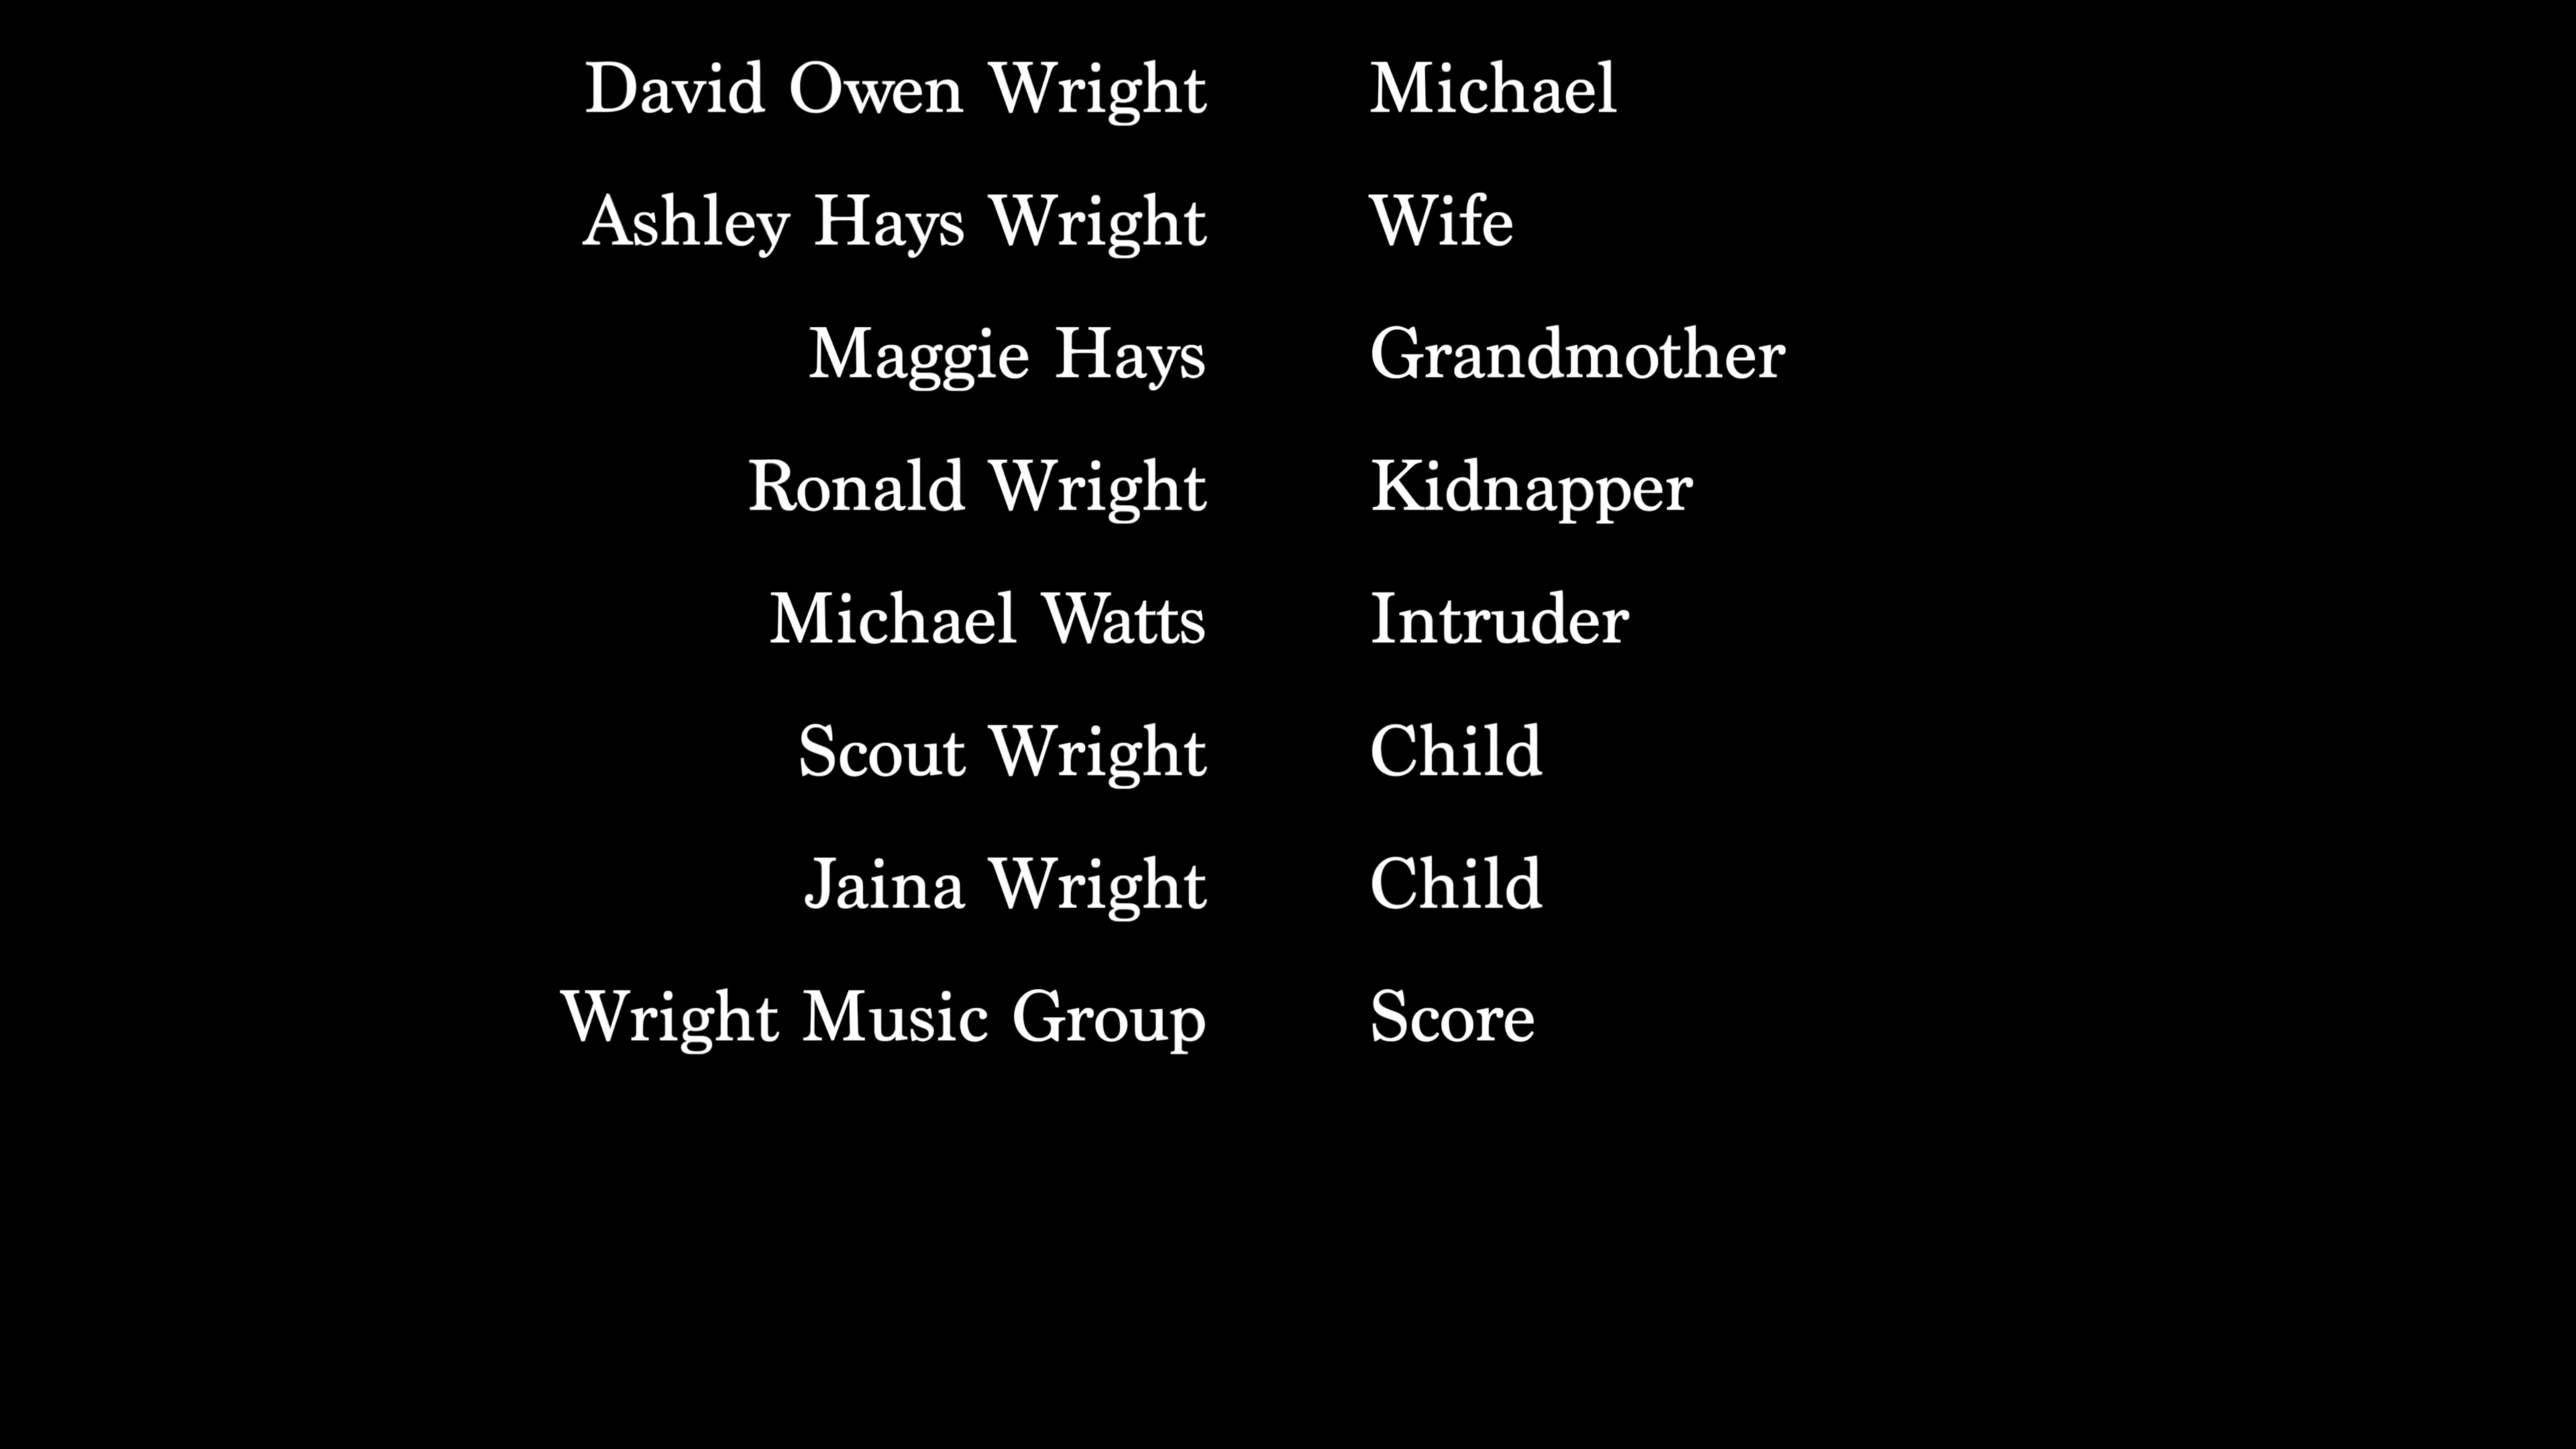 David Owen Wright Michael
Ashley Hays Wright Wife
Maggie Hays Grandmother
Ronald Wright Kidnapper
Michael Watts Intruder
Scout Wright Child
Jaina Wright Child
Wright Music Group Score